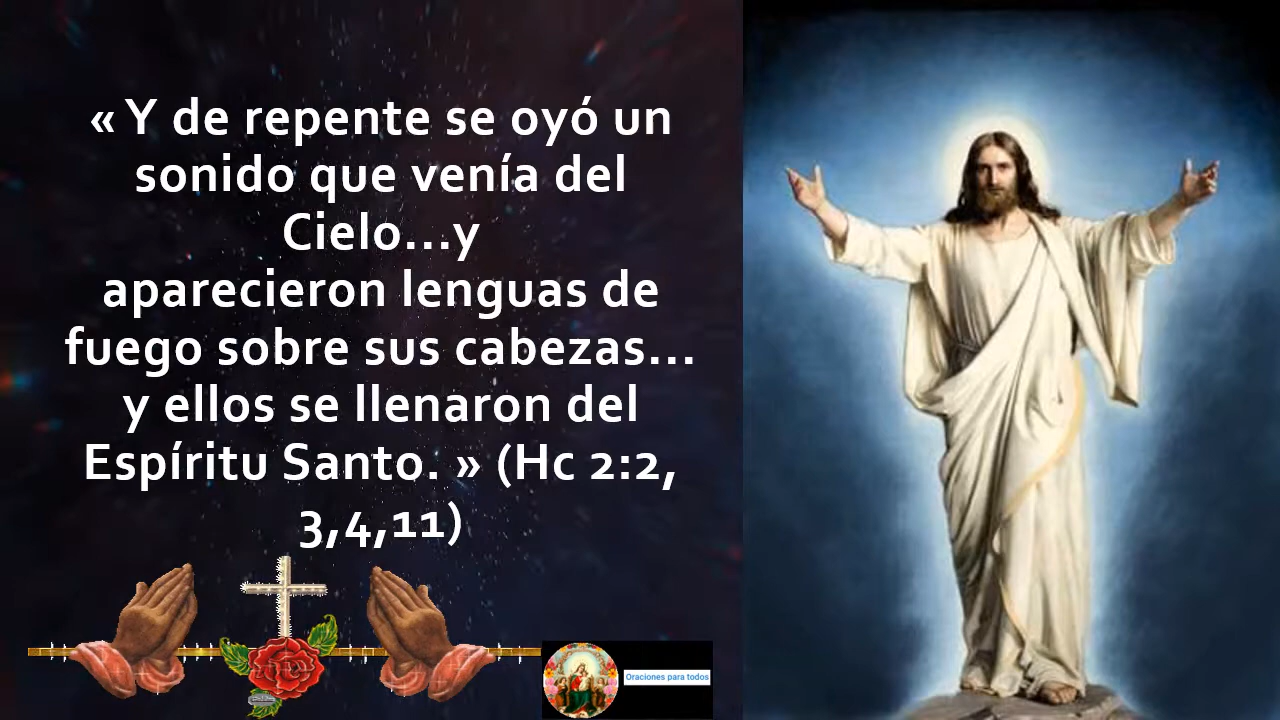 « Y de repente se oyó un
sonido que venía del
Cielo...y
aparecieron lenguas de
fuego sobre sus cabezas...
y ellos se llenaron del
Espíritu Santo. » (Hc 2:2,
3,4,11)
Oraciones para todos